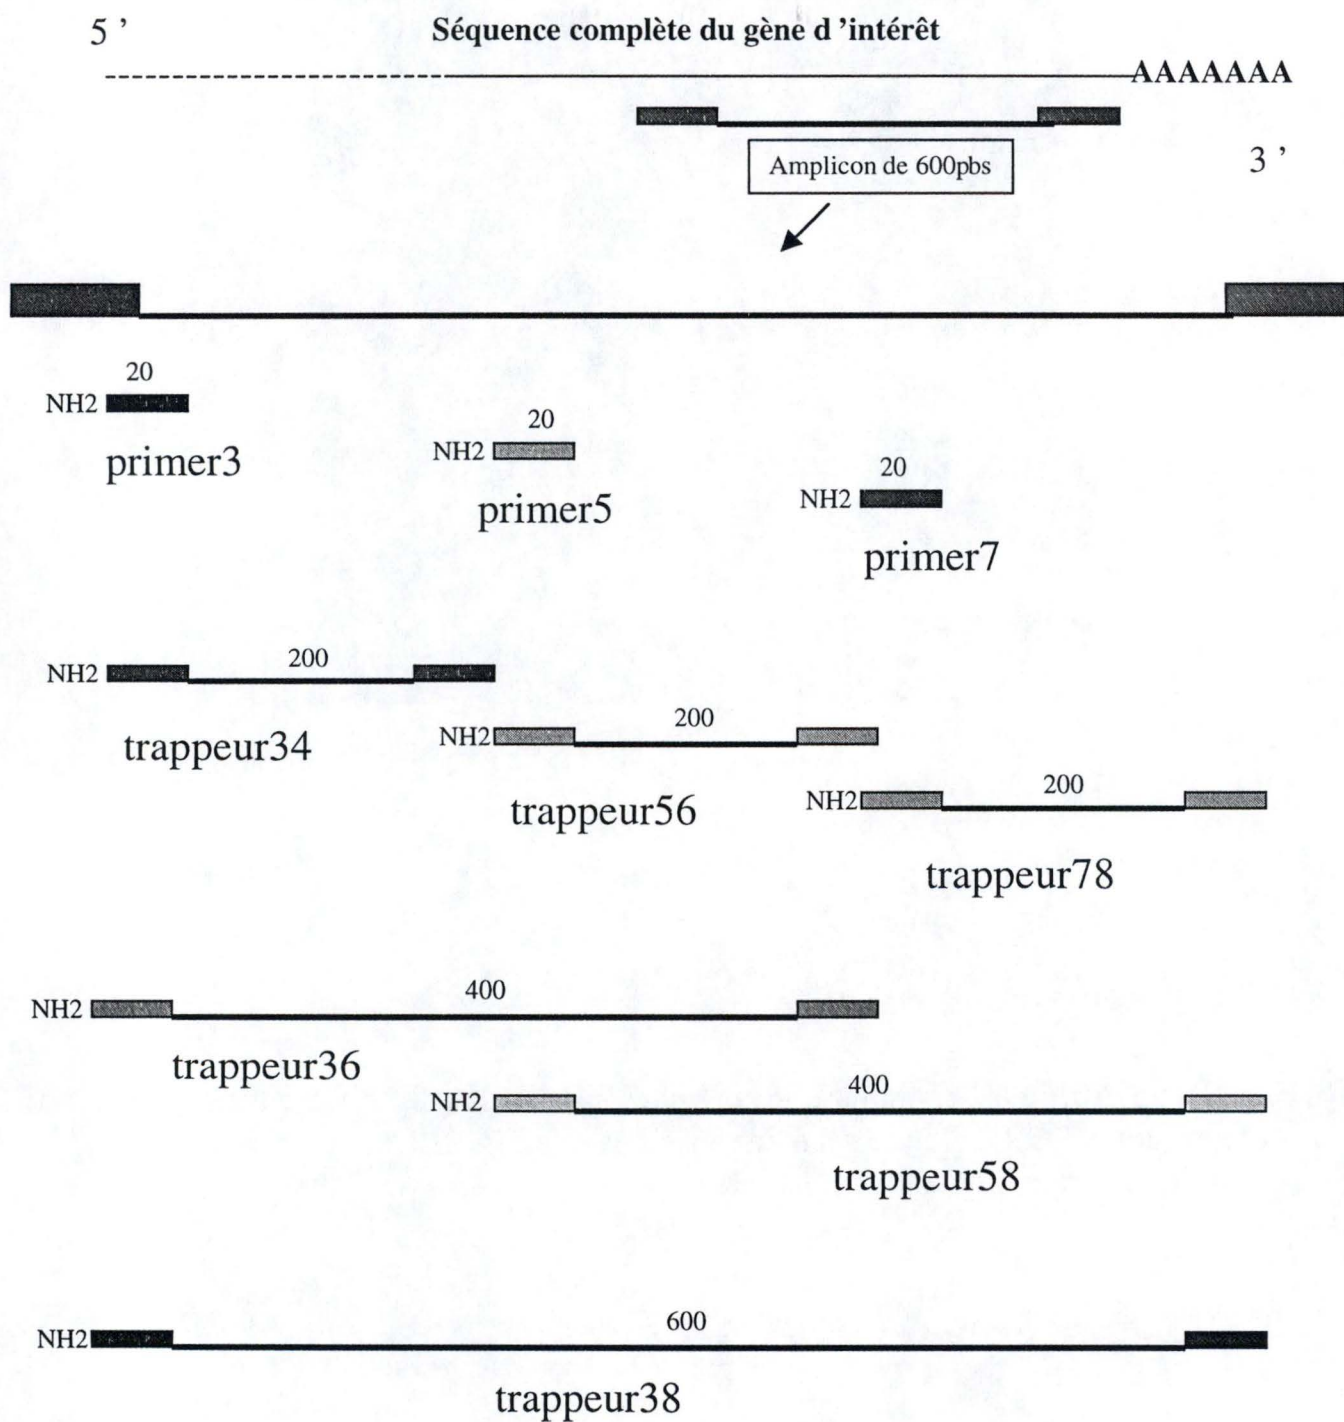 5 ’
Séquence complète du gène d ’intérêt
AAAAAAA
Amplicon de 600pbs
3 ’
20
NH2
primer3
20
NH2
primer5
20
NH2
primer7
200
NH2
trappeur34
200
NH2
trappeur56
200
NH2
trappeur78
400
NH2
trappeur36
400
NH2
trappeur58
600
NH2
trappeur38